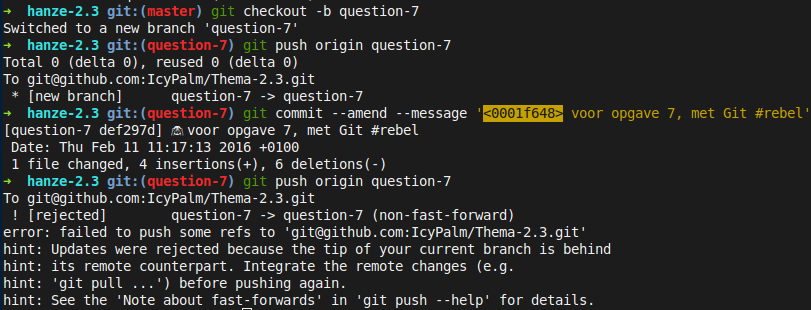 ➜  hanze-2.3 git:(master) git checkout -b question-7
Switched to a new branch 'question-7'
➜  hanze-2.3 git:(question-7) git push origin question-7
Total 0 (delta 0), reused 0 (delta 0)
To git@github.com:IcyPalm/Thema-2.3.git
 * [new branch]      question-7 -> question-7
➜  hanze-2.3 git:(question-7) git commit --amend --message '<0001f648> voor opgave 7, met Git #rebel'
[question-7 def297d] 🙈 voor opgave 7, met Git #rebel
 Date: Thu Feb 11 11:17:13 2016 +0100
 1 file changed, 4 insertions(+), 6 deletions(-)
➜  hanze-2.3 git:(question-7) git push origin question-7
To git@github.com:IcyPalm/Thema-2.3.git
 ! [rejected]        question-7 -> question-7 (non-fast-forward)
error: failed to push some refs to 'git@github.com:IcyPalm/Thema-2.3.git'
hint: Updates were rejected because the tip of your current branch is behind
hint: its remote counterpart. Integrate the remote changes (e.g.
hint: 'git pull ...') before pushing again.
hint: See the 'Note about fast-forwards' in 'git push --help' for details.